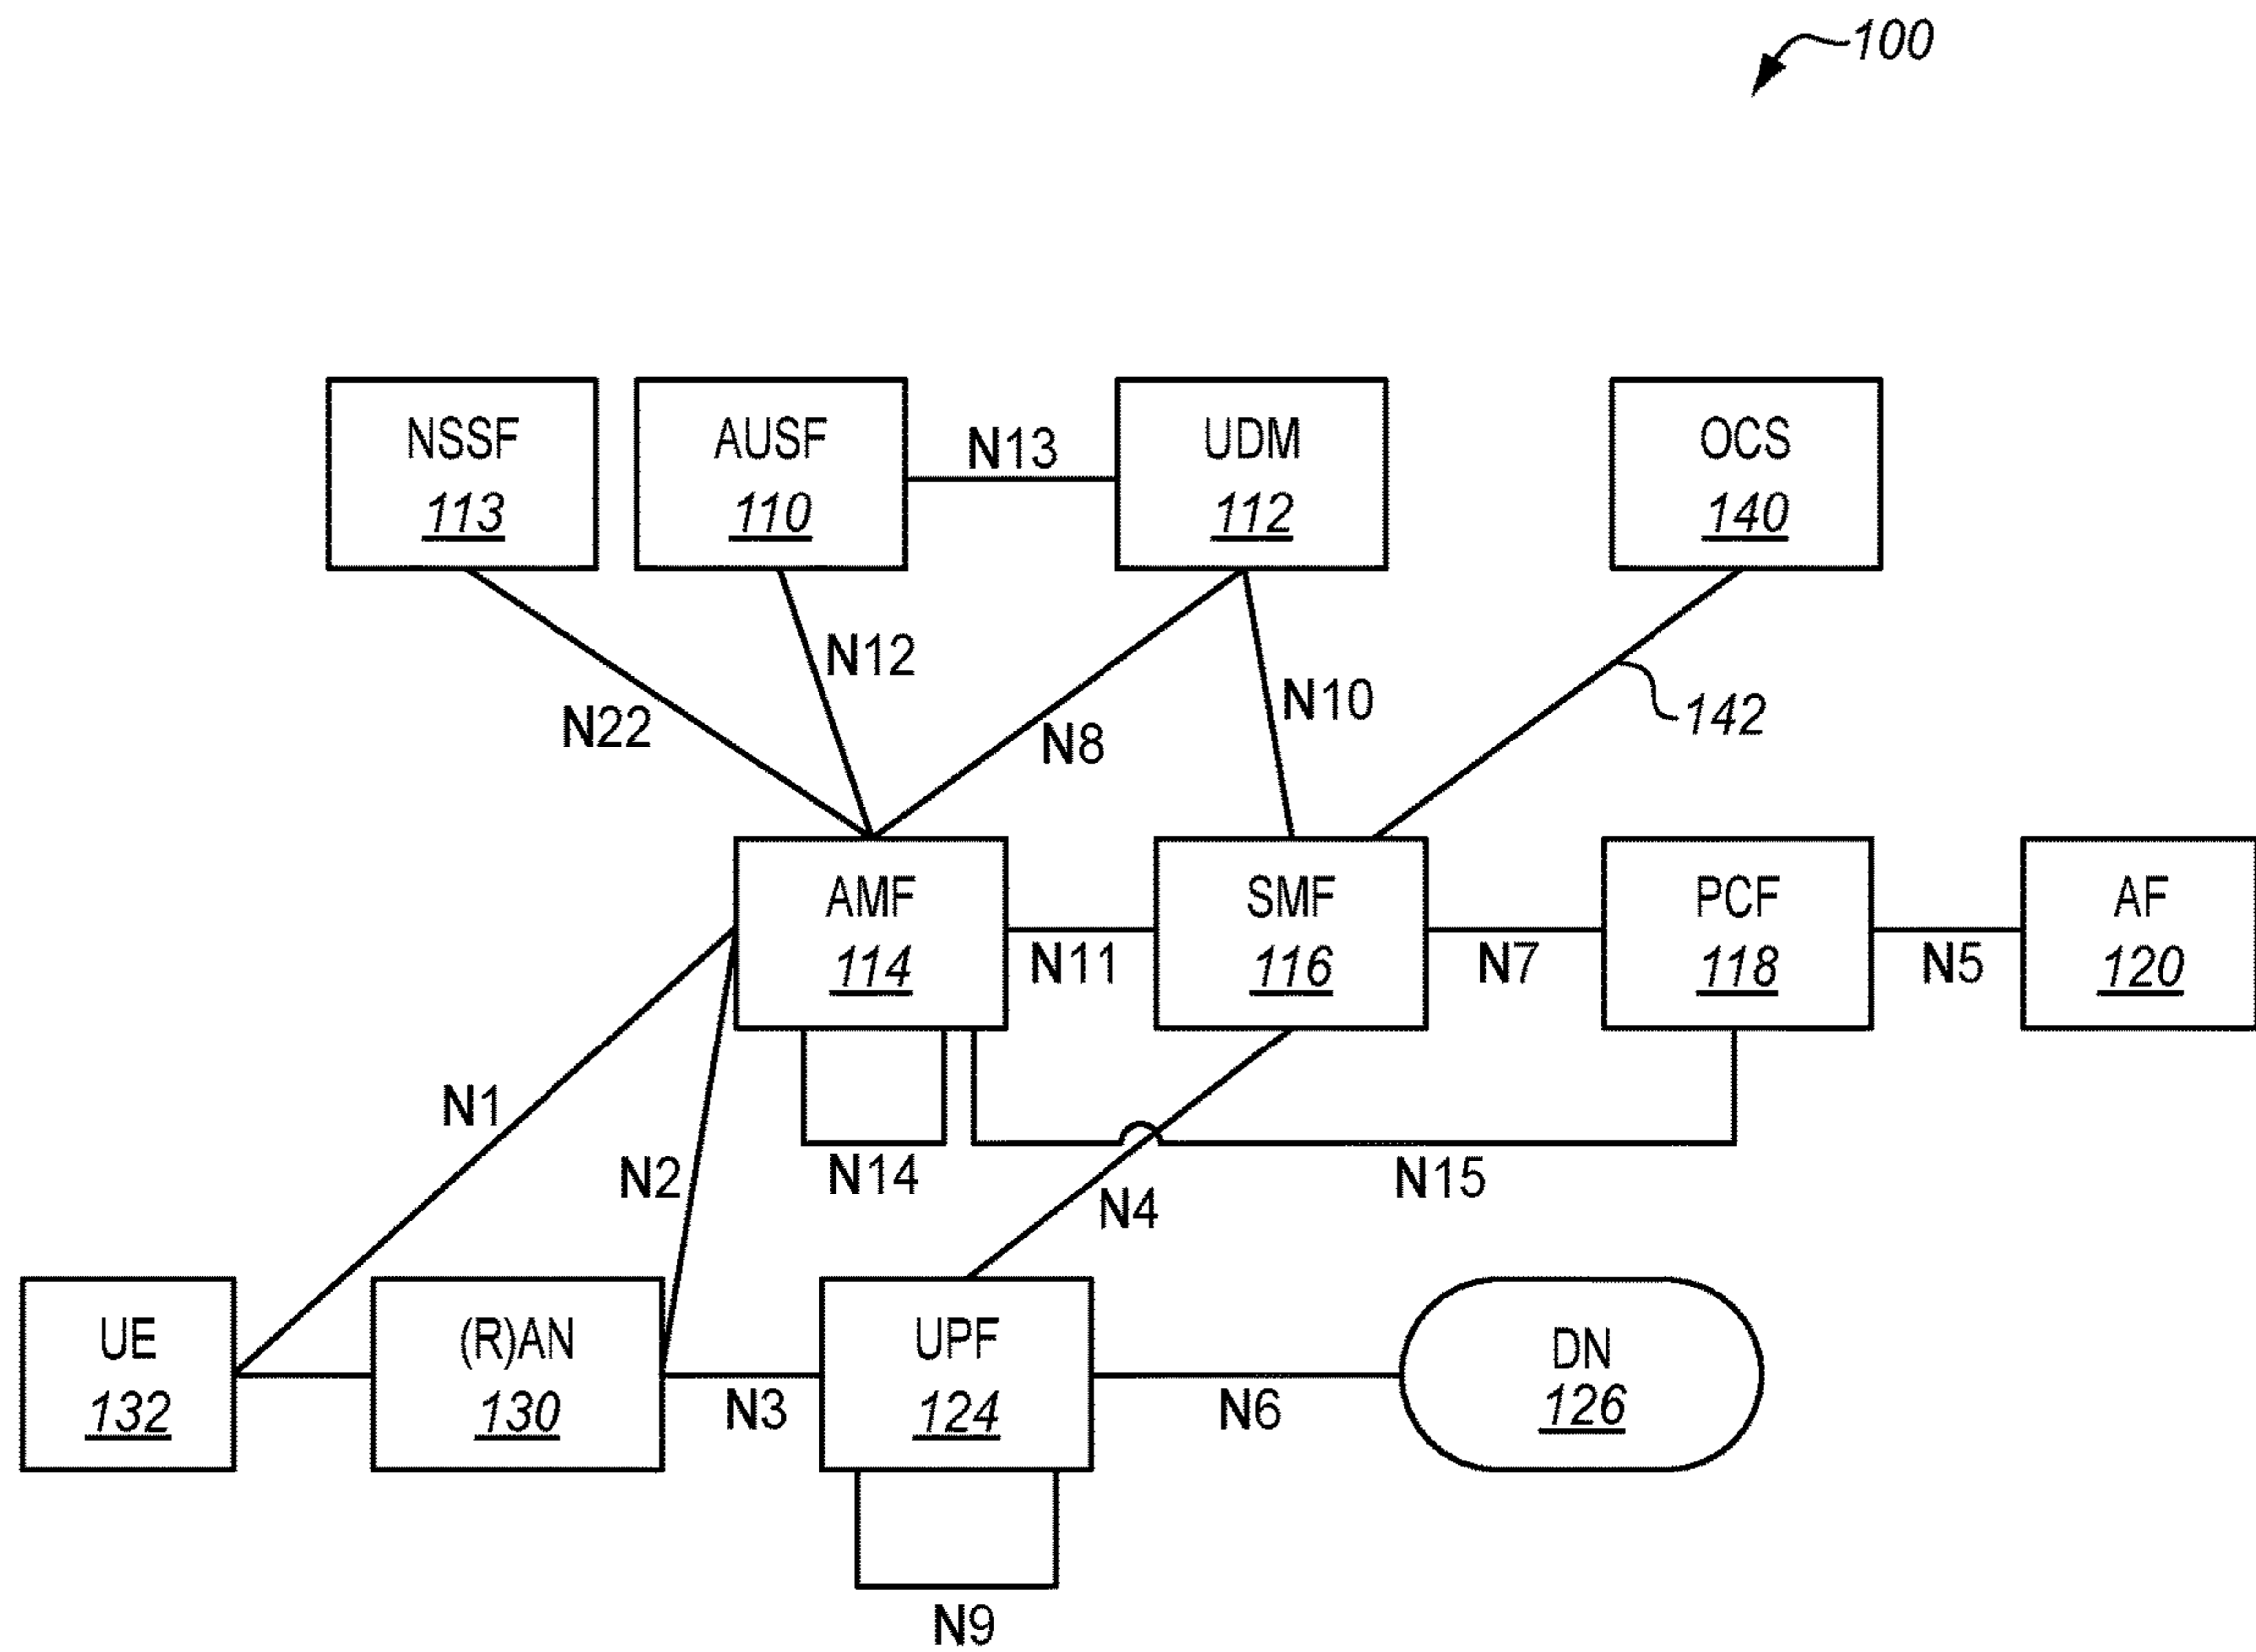 100
NSSF
113
AUSF
110
N13
UDM
112
OCS
140
N12
N22
N8
N10
142
AMF
114
N11
SMF
116
N7
PCF
118
N5
AF
120
N1
N2
N14
N4
N15
UE
132
(R)AN
130
N3
UPF
124
N6
DN
126
N9